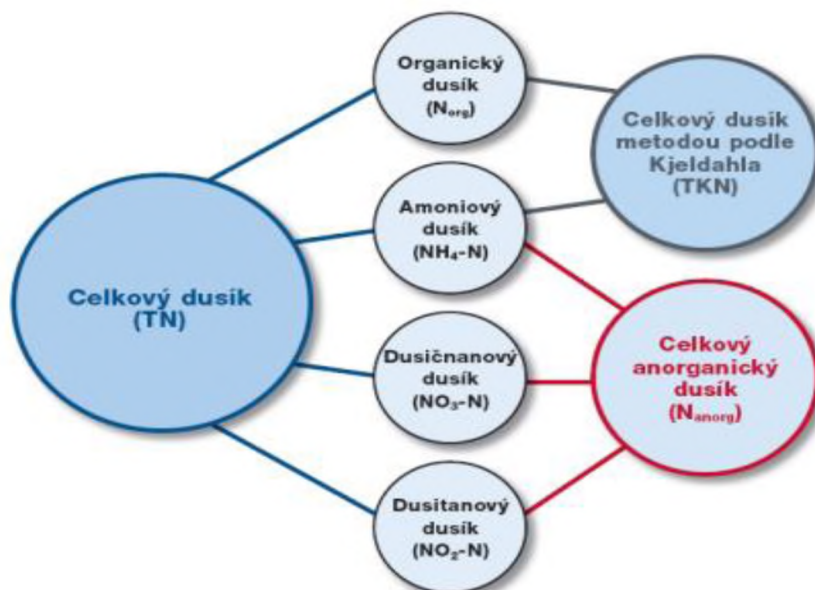 Organický
dusík
(Norg)
Celkový dusík
metodou podle
Kjeldahla
(TKN)
Amoniový
dusík
(NH₄-N)
Celkový dusík
(TN)
Dusičnanový
dusík
(NO₃-N)
Celkový
anorganický
dusík
(Nanorg)
Dusitanový
dusík
(NO₂-N)